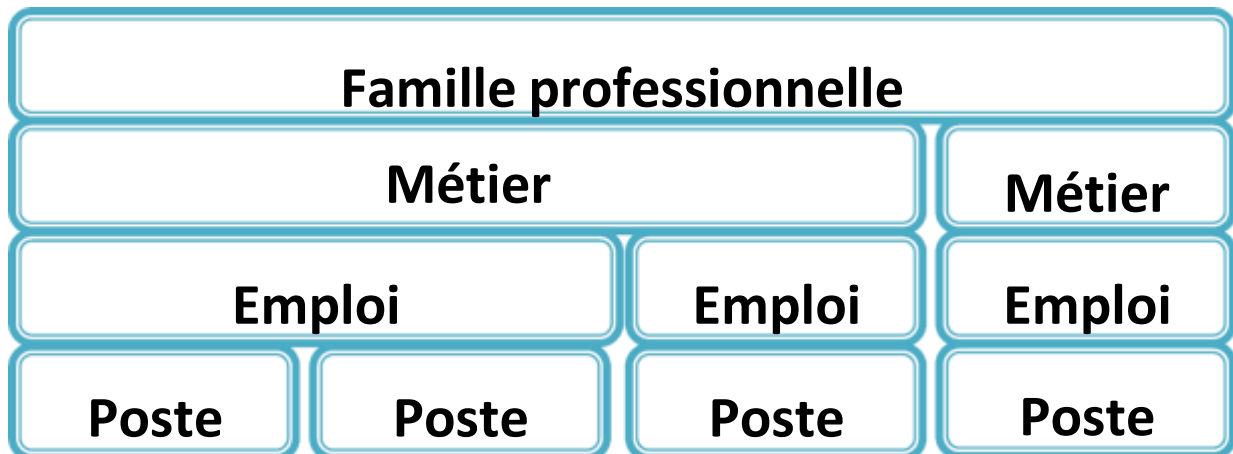 Famille professionnelle
Métier Métier
Emploi Emploi Emploi
Poste Poste Poste Poste